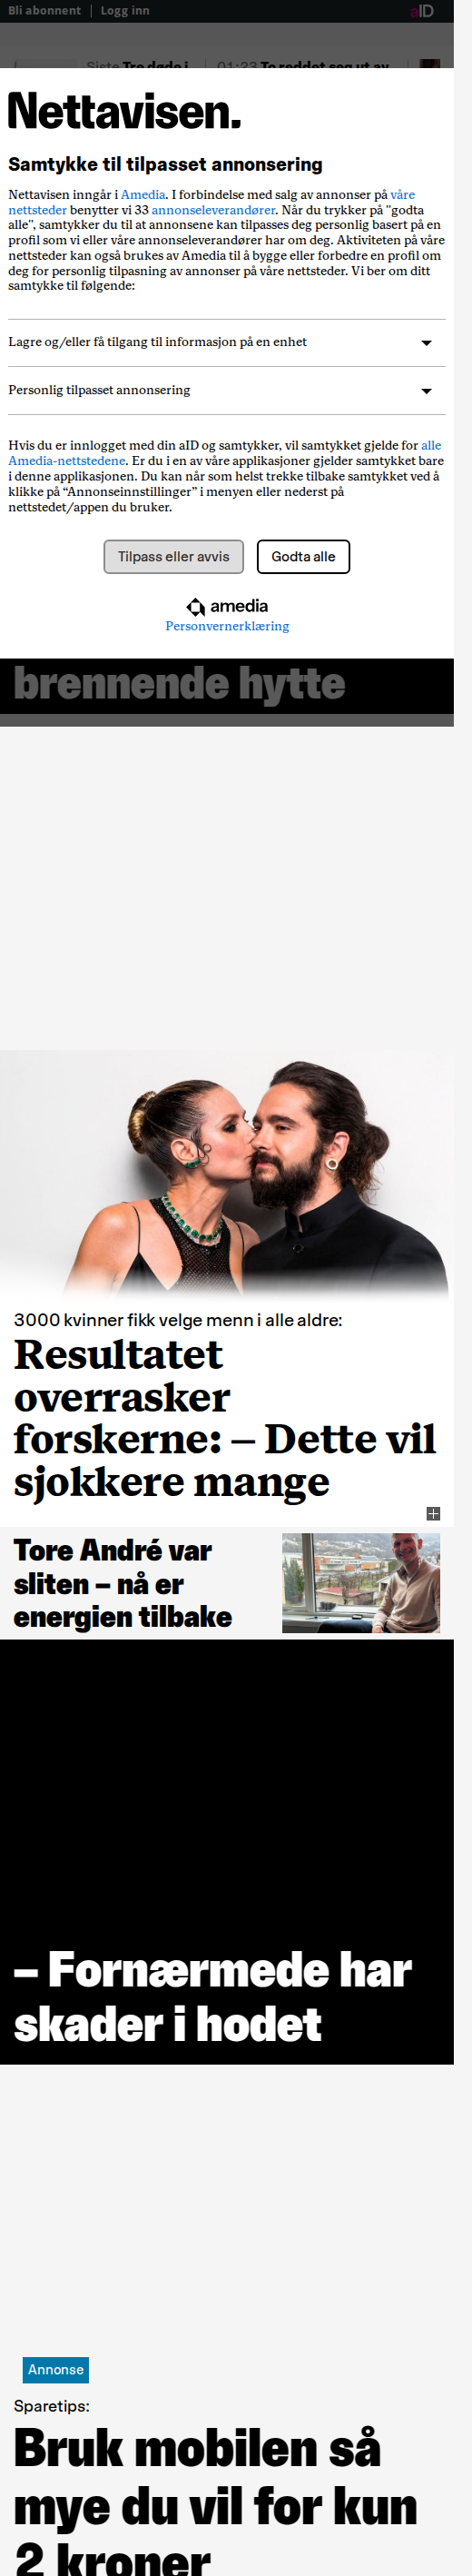 Bli abonnent | Logg inn
aID
Siste Tre døde i
01:23 To reddet seg ut av
Nettavisen.
Samtykke til tilpasset annonsering
Nettavisen inngår i Amedia. I forbindelse med salg av annonser på våre
nettsteder benytter vi 33 annonseleverandører. Når du trykker på "godta
alle", samtykker du til at annonsene kan tilpasses deg personlig basert på en
profil som vi eller våre annonseleverandører har om deg. Aktiviteten på våre
nettsteder kan også brukes av Amedia til å bygge eller forbedre en profil om
deg for personlig tilpasning av annonser på våre nettsteder. Vi ber om ditt
samtykke til følgende:
Lagre og/eller få tilgang til informasjon på en enhet
Personlig tilpasset annonsering
Hvis du er innlogget med din aID og samtykker, vil samtykket gjelde for alle
Amedia-nettstedene. Er du i en av våre applikasjoner gjelder samtykket bare
i denne applikasjonen. Du kan når som helst trekke tilbake samtykket ved å
klikke på “Annonseinnstillinger” i menyen eller nederst på
nettstedet/appen du bruker.
Tilpass eller avvis
Godta alle
amedia
Personvernerklæring
brennende hytte
3000 kvinner fikk velge menn i alle aldre:
Resultatet
overrasker
forskerne: – Dette vil
sjokkere mange
Tore André var
sliten – nå er
energien tilbake
– Fornærmede har
skader i hodet
Annonse
Sparetips:
Bruk mobilen så
mye du vil for kun
2 kroner